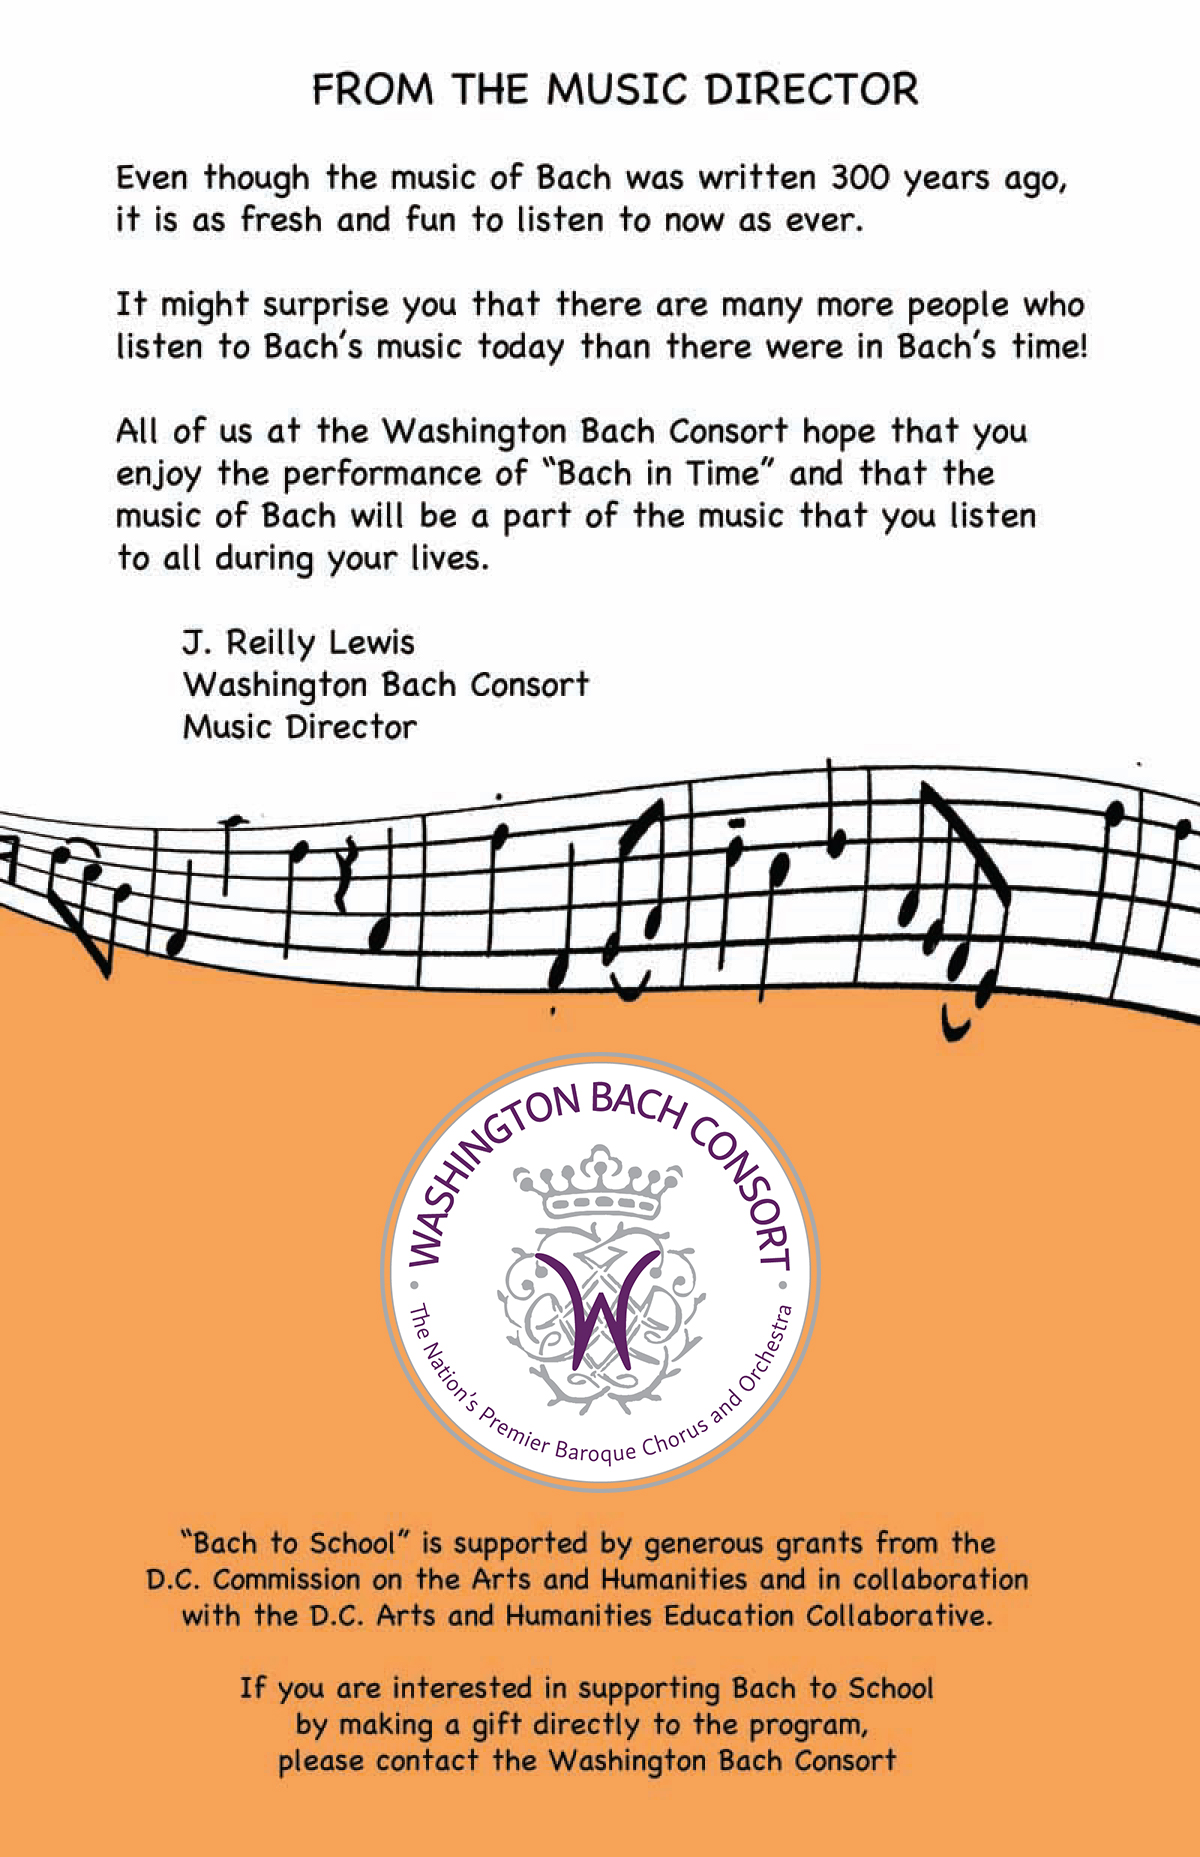 FROM THE MUSIC DIRECTOR
Even though the music of Bach was written 300 years ago,
it is as fresh and fun to listen to now as ever.
It might surprise you that there are many more people who
listen to Bach's music today than there were in Bach's time!
All of us at the Washington Bach Consort hope that you
enjoy the performance of “Bach in Time” and that the
music of Bach will be a part of the music that you listen
to all during your lives.
J. Reilly Lewis
Washington Bach Consort
Music Director
WASHINGTON BACH CONSORT
W
The Nation's Premier Baroque Chorus and Orchestra
“Bach to School” is supported by generous grants from the
D.C. Commission on the Arts and Humanities and in collaboration
with the D.C. Arts and Humanities Education Collaborative.
If you are interested in supporting Bach to School
by making a gift directly to the program,
please contact the Washington Bach Consort